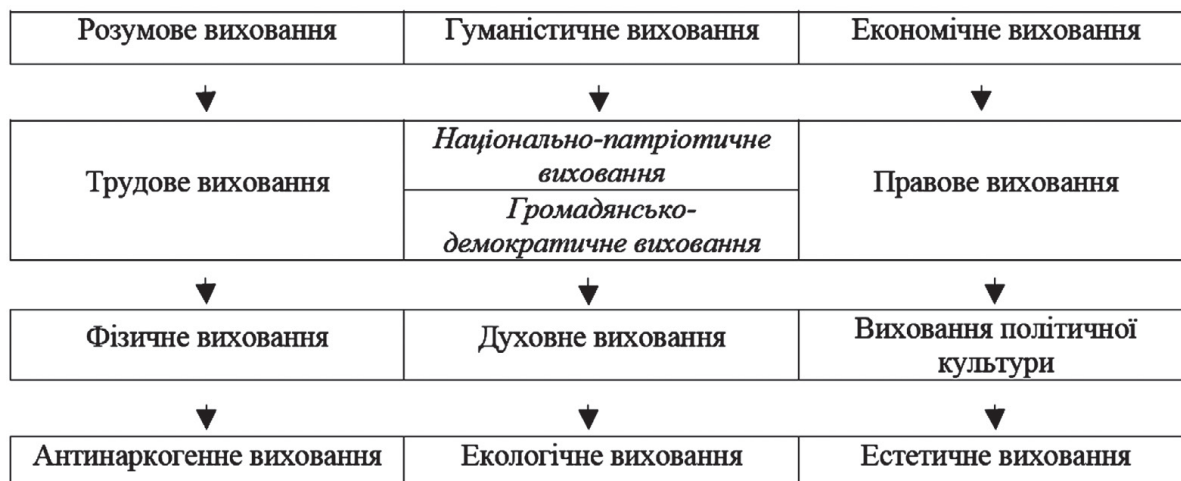 Розумове виховання
Гуманістичне виховання
Економічне виховання
Трудове виховання
Національно-патріотичне
виховання
Громадянсько-
демократичне виховання
Правове виховання
Фізичне виховання
Духовне виховання
Виховання політичної
культури
Антинаркогенне виховання
Екологічне виховання
Естетичне виховання